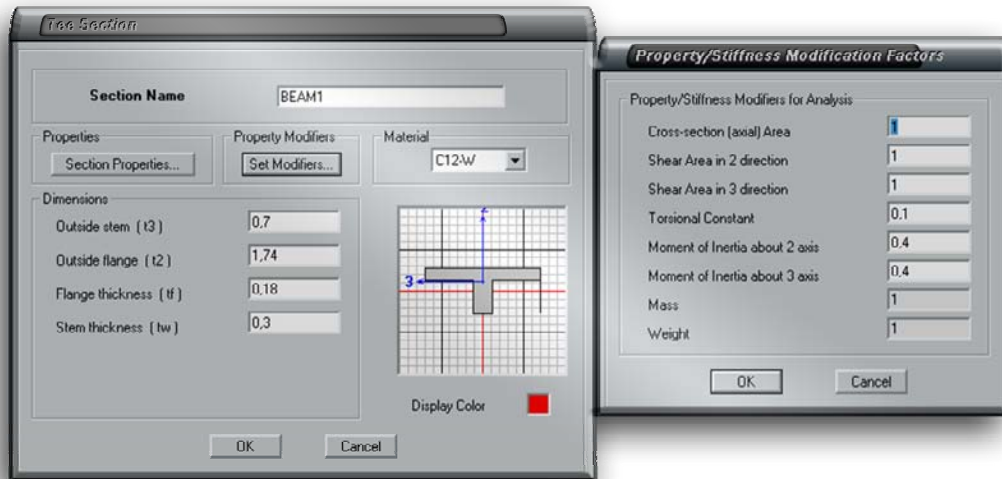 Tee Section
Section Name BEAM1
Properties Property Modifiers Material
Section Properties... Set Modifiers... C12-W
Dimensions
Outside stem ( t3 ) 0,7
Outside flange ( t2 ) 1,74
Flange thickness ( tf ) 0,18
Stem thickness ( tw ) 0,3
2
3
Display Color
OK Cancel
Property/Stiffness Modification Factors
Property/Stiffness Modifiers for Analysis
Cross-section (axial) Area 1
Shear Area in 2 direction 1
Shear Area in 3 direction 1
Torsional Constant 0,1
Moment of Inertia about 2 axis 0,4
Moment of Inertia about 3 axis 0,4
Mass 1
Weight 1
OK Cancel